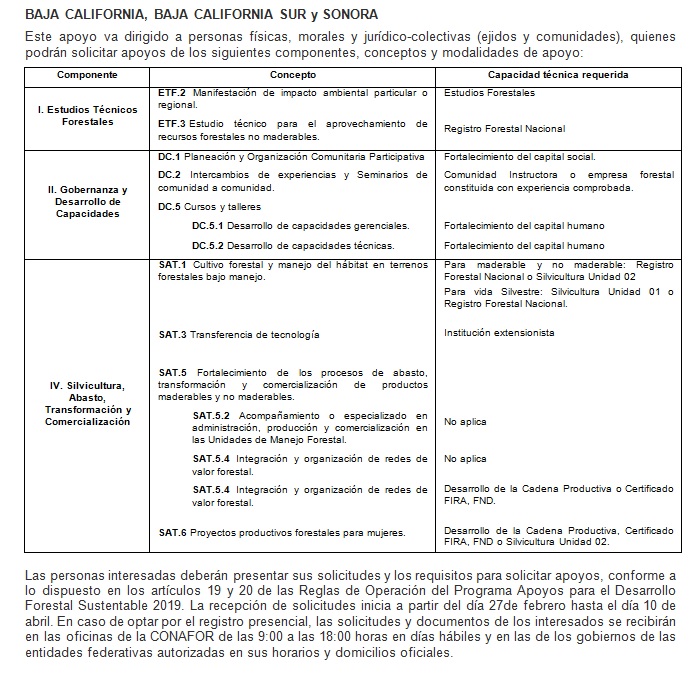 BAJA CALIFORNIA, BAJA CALIFORNIA SUR y SONORA
Este apoyo va dirigido a personas físicas, morales y jurídico-colectivas (ejidos y comunidades), quienes
podrán solicitar apoyos de los siguientes componentes, conceptos y modalidades de apoyo:
Componente
Concepto
Capacidad técnica requerida
I. Estudios Técnicos
Forestales
ETF.2 Manifestación de impacto ambiental particular o
regional.
Estudios Forestales
ETF.3 Estudio técnico para el aprovechamiento de
recursos forestales no maderables.
Registro Forestal Nacional
II. Gobernanza y
Desarrollo de
Capacidades
DC.1 Planeación y Organización Comunitaria Participativa
Fortalecimiento del capital social.
DC.2 Intercambios de experiencias y Seminarios de
comunidad a comunidad.
Comunidad Instructora o empresa forestal
constituida con experiencia comprobada.
DC.5 Cursos y talleres
DC.5.1 Desarrollo de capacidades gerenciales.
Fortalecimiento del capital humano
DC.5.2 Desarrollo de capacidades técnicas.
Fortalecimiento del capital humano
IV. Silvicultura,
Abasto,
Transformación y
Comercialización
SAT.1 Cultivo forestal y manejo del hábitat en terrenos
forestales bajo manejo.
Para maderable y no maderable: Registro
Forestal Nacional o Silvicultura Unidad 02
Para vida Silvestre: Silvicultura Unidad 01 o
Registro Forestal Nacional.
SAT.3 Transferencia de tecnología
Institución extensionista
SAT.5 Fortalecimiento de los procesos de abasto,
transformación y comercialización de productos
maderables y no maderables.
SAT.5.2 Acompañamiento o especializado en
administración, producción y comercialización en
las Unidades de Manejo Forestal.
No aplica
SAT.5.4 Integración y organización de redes de
valor forestal.
No aplica
SAT.5.4 Integración y organización de redes de
valor forestal.
Desarrollo de la Cadena Productiva o Certificado
FIRA, FND.
SAT.6 Proyectos productivos forestales para mujeres.
Desarrollo de la Cadena Productiva, Certificado
FIRA, FND o Silvicultura Unidad 02.
Las personas interesadas deberán presentar sus solicitudes y los requisitos para solicitar apoyos, conforme a
lo dispuesto en los artículos 19 y 20 de las Reglas de Operación del Programa Apoyos para el Desarrollo
Forestal Sustentable 2019. La recepción de solicitudes inicia a partir del día 27de febrero hasta el día 10 de
abril. En caso de optar por el registro presencial, las solicitudes y documentos de los interesados se recibirán
en las oficinas de la CONAFOR de las 9:00 a las 18:00 horas en días hábiles y en las de los gobiernos de las
entidades federativas autorizadas en sus horarios y domicilios oficiales.